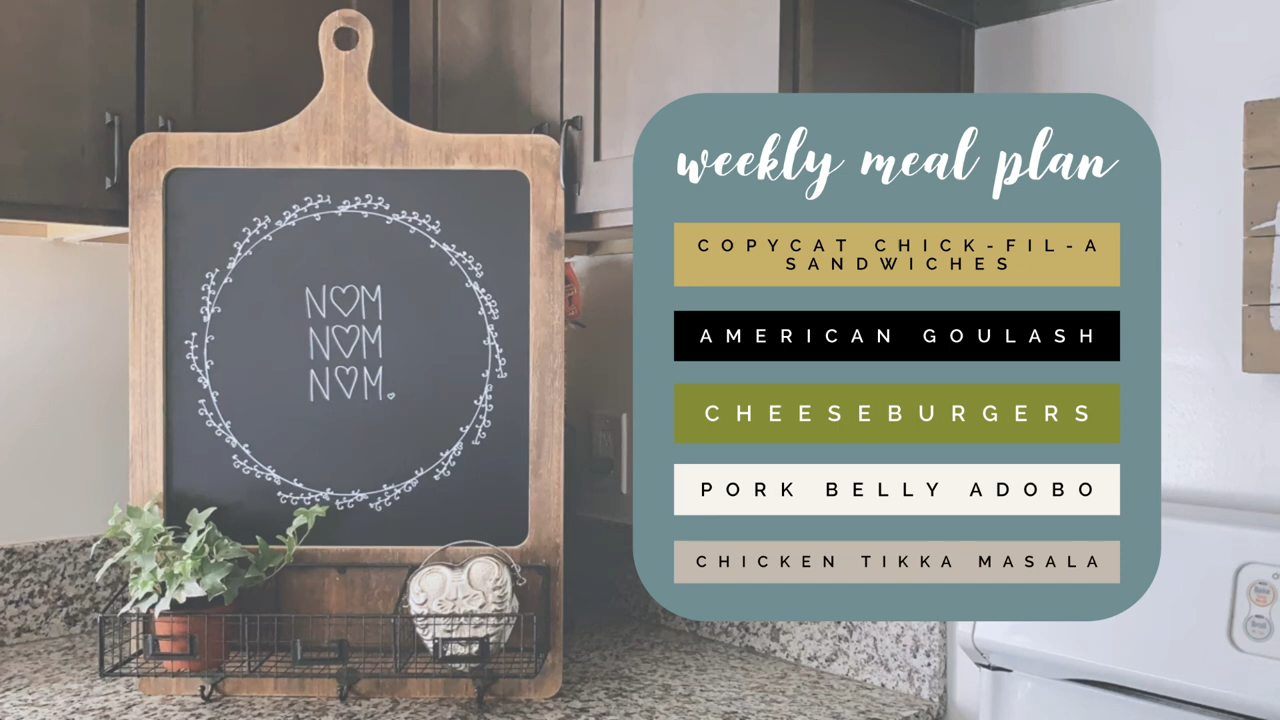 NOM
NOM
NOM.
weekly meal plan
COPYCAT CHICK-FIL-A
SANDWICHES
AMERICAN GOULASH
CHEESEBURGERS
PORK BELLY ADOBO
CHICKEN TIKKA MASALA